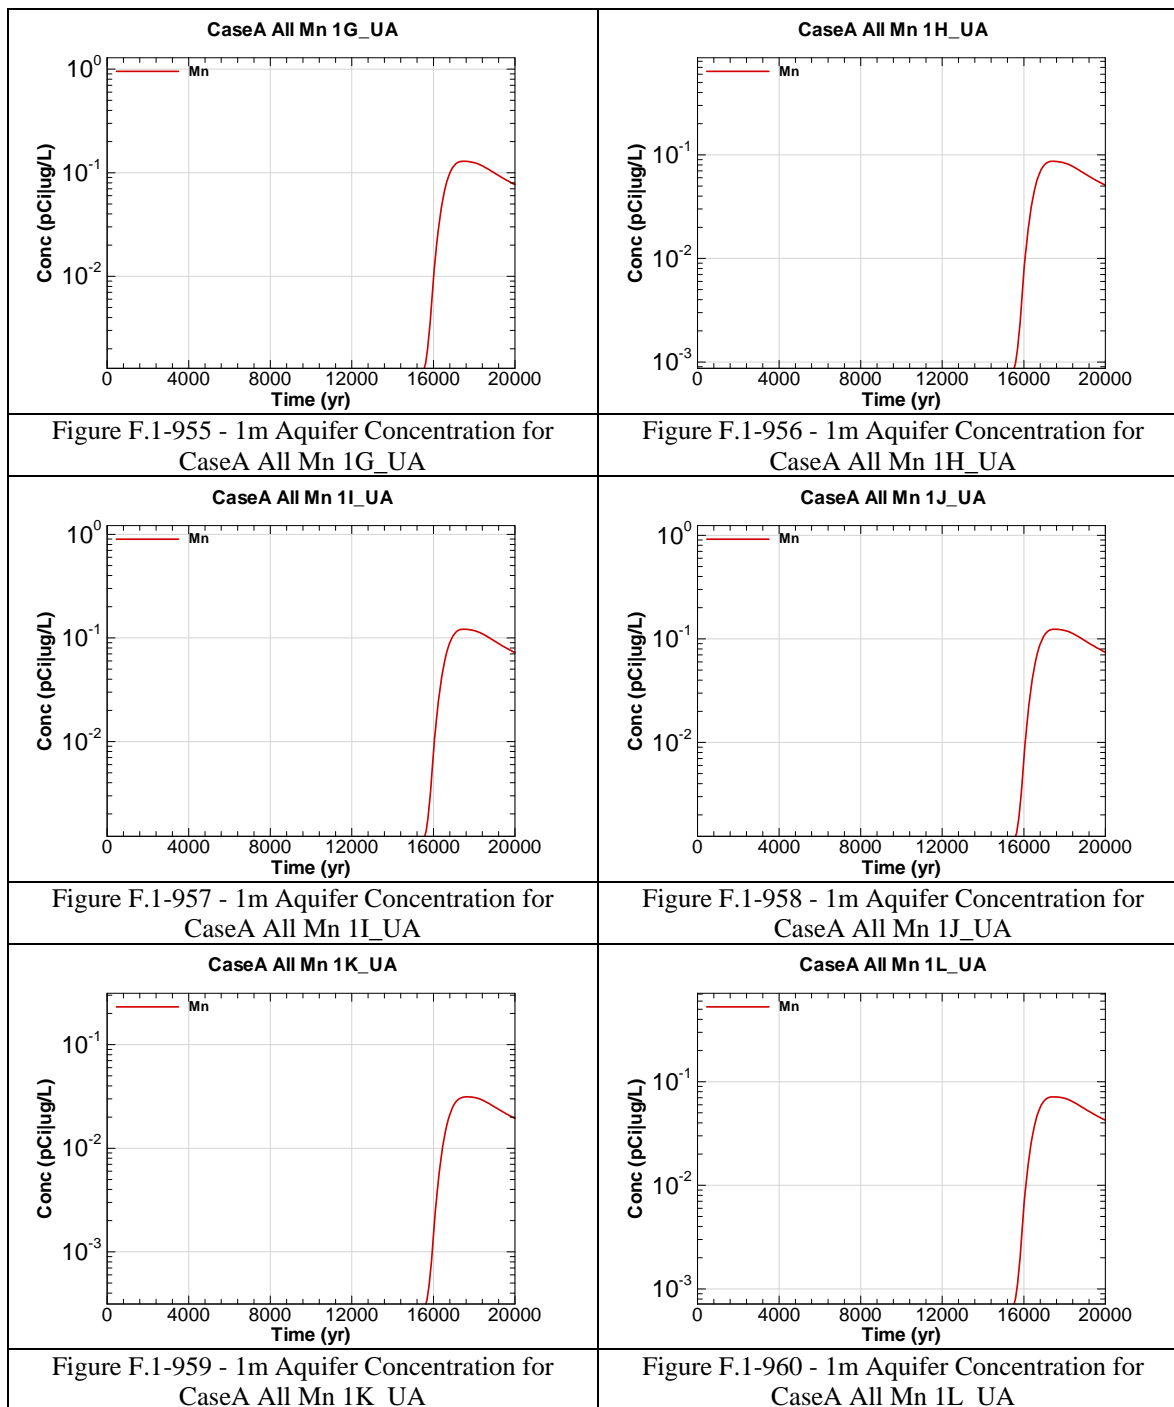 CaseA All Mn 1G_UA
Mn
10^0
10^-1
10^-2
Conc (pCi|ug/L)
0 4000 8000 12000 16000 20000
Time (yr)
Figure F.1-955 - 1m Aquifer Concentration for
CaseA All Mn 1G_UA
CaseA All Mn 1H_UA
Mn
10^-1
10^-2
10^-3
Conc (pCi|ug/L)
0 4000 8000 12000 16000 20000
Time (yr)
Figure F.1-956 - 1m Aquifer Concentration for
CaseA All Mn 1H_UA
CaseA All Mn 1I_UA
Mn
10^0
10^-1
10^-2
Conc (pCi|ug/L)
0 4000 8000 12000 16000 20000
Time (yr)
Figure F.1-957 - 1m Aquifer Concentration for
CaseA All Mn 1I_UA
CaseA All Mn 1J_UA
Mn
10^0
10^-1
10^-2
Conc (pCi|ug/L)
0 4000 8000 12000 16000 20000
Time (yr)
Figure F.1-958 - 1m Aquifer Concentration for
CaseA All Mn 1J_UA
CaseA All Mn 1K_UA
Mn
10^-1
10^-2
10^-3
Conc (pCi|ug/L)
0 4000 8000 12000 16000 20000
Time (yr)
Figure F.1-959 - 1m Aquifer Concentration for
CaseA All Mn 1K_UA
CaseA All Mn 1L_UA
Mn
10^-1
10^-2
10^-3
Conc (pCi|ug/L)
0 4000 8000 12000 16000 20000
Time (yr)
Figure F.1-960 - 1m Aquifer Concentration for
CaseA All Mn 1L_UA